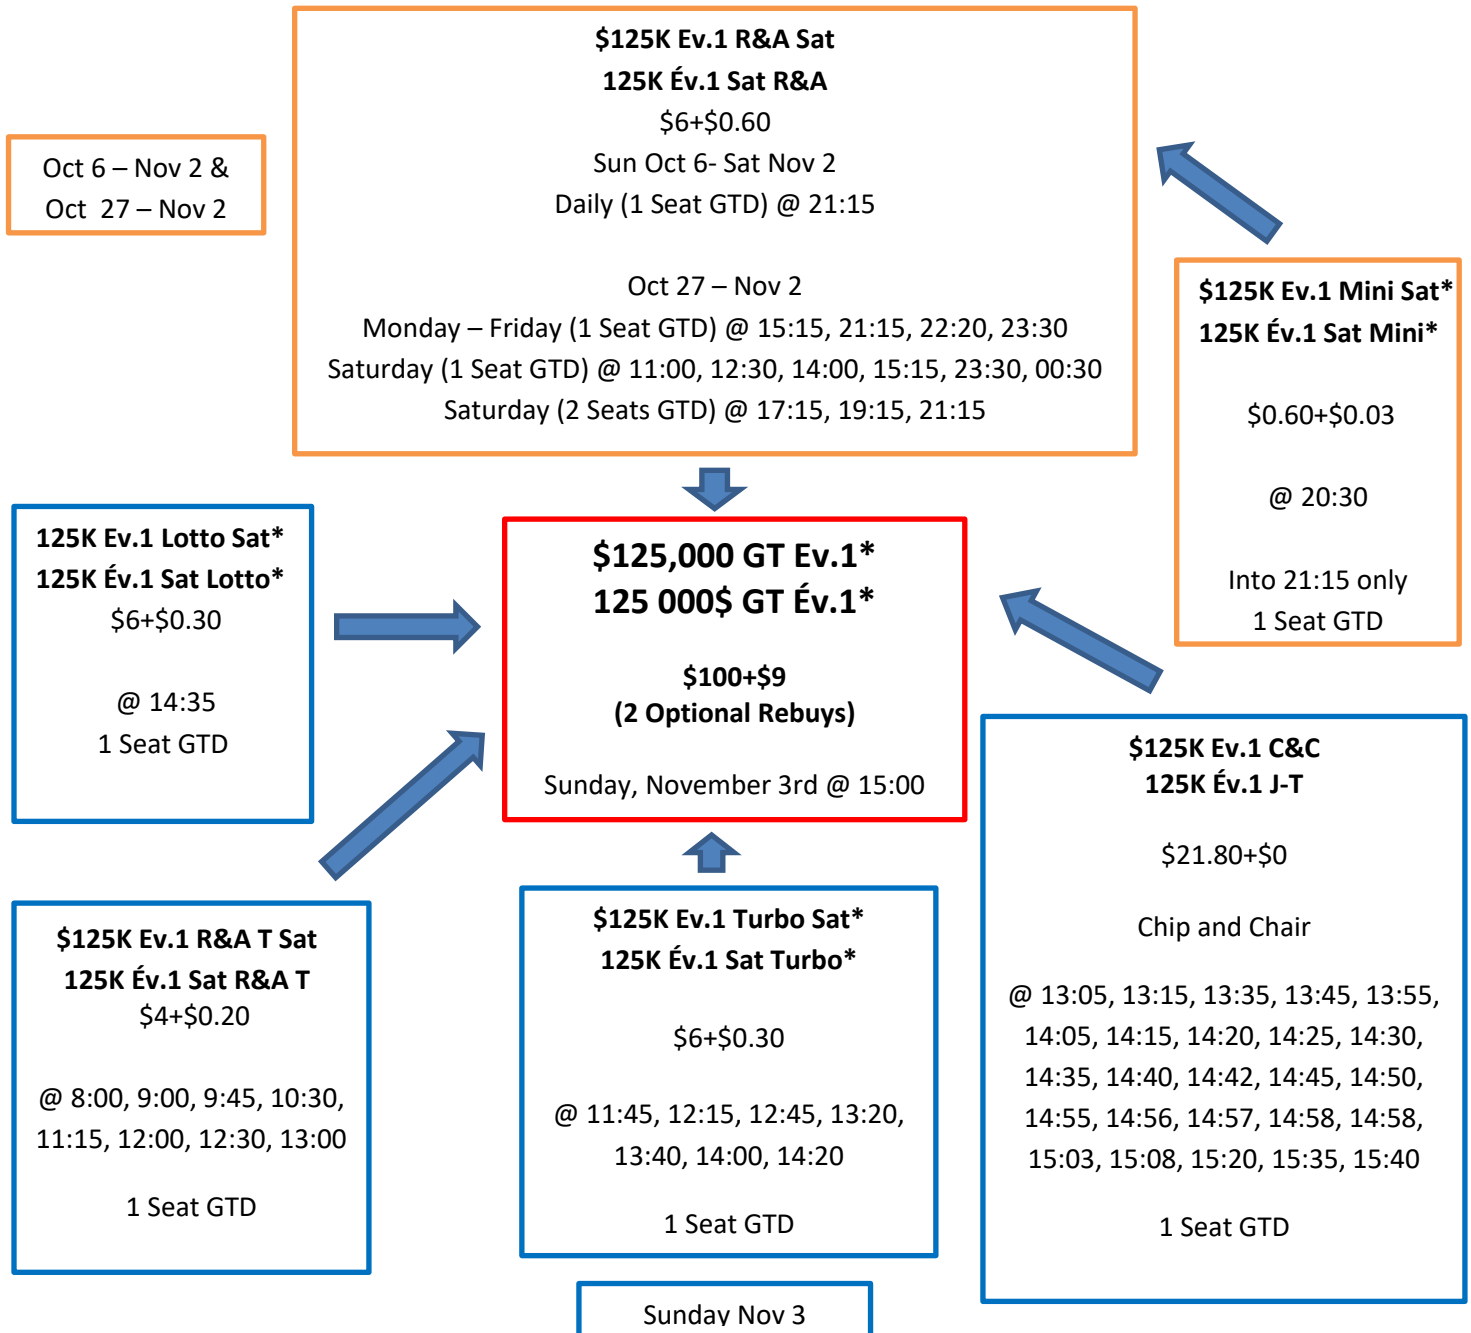 $125K Ev.1 R&A Sat
125K Év.1 Sat R&A
$6+$0.60
Sun Oct 6- Sat Nov 2
Daily (1 Seat GTD) @ 21:15
Oct 27 – Nov 2
Monday – Friday (1 Seat GTD) @ 15:15, 21:15, 22:20, 23:30
Saturday (1 Seat GTD) @ 11:00, 12:30, 14:00, 15:15, 23:30, 00:30
Saturday (2 Seats GTD) @ 17:15, 19:15, 21:15
Oct 6 – Nov 2 &
Oct  27 – Nov 2
$125K Ev.1 Mini Sat*
125K Év.1 Sat Mini*
$0.60+$0.03
@ 20:30
Into 21:15 only
1 Seat GTD
125K Ev.1 Lotto Sat*
125K Év.1 Sat Lotto*
$6+$0.30
@ 14:35
1 Seat GTD
$125,000 GT Ev.1*
125 000$ GT Év.1*
$100+$9
(2 Optional Rebuys)
Sunday, November 3rd @ 15:00
$125K Ev.1 C&C
125K Év.1 J-T
$21.80+$0
Chip and Chair
@ 13:05, 13:15, 13:35, 13:45, 13:55,
14:05, 14:15, 14:20, 14:25, 14:30,
14:35, 14:40, 14:42, 14:45, 14:50,
14:55, 14:56, 14:57, 14:58, 14:58,
15:03, 15:08, 15:20, 15:35, 15:40
1 Seat GTD
$125K Ev.1 R&A T Sat
125K Év.1 Sat R&A T
$4+$0.20
@ 8:00, 9:00, 9:45, 10:30,
11:15, 12:00, 12:30, 13:00
1 Seat GTD
$125K Ev.1 Turbo Sat*
125K Év.1 Sat Turbo*
$6+$0.30
@ 11:45, 12:15, 12:45, 13:20,
13:40, 14:00, 14:20
1 Seat GTD
Sunday Nov 3